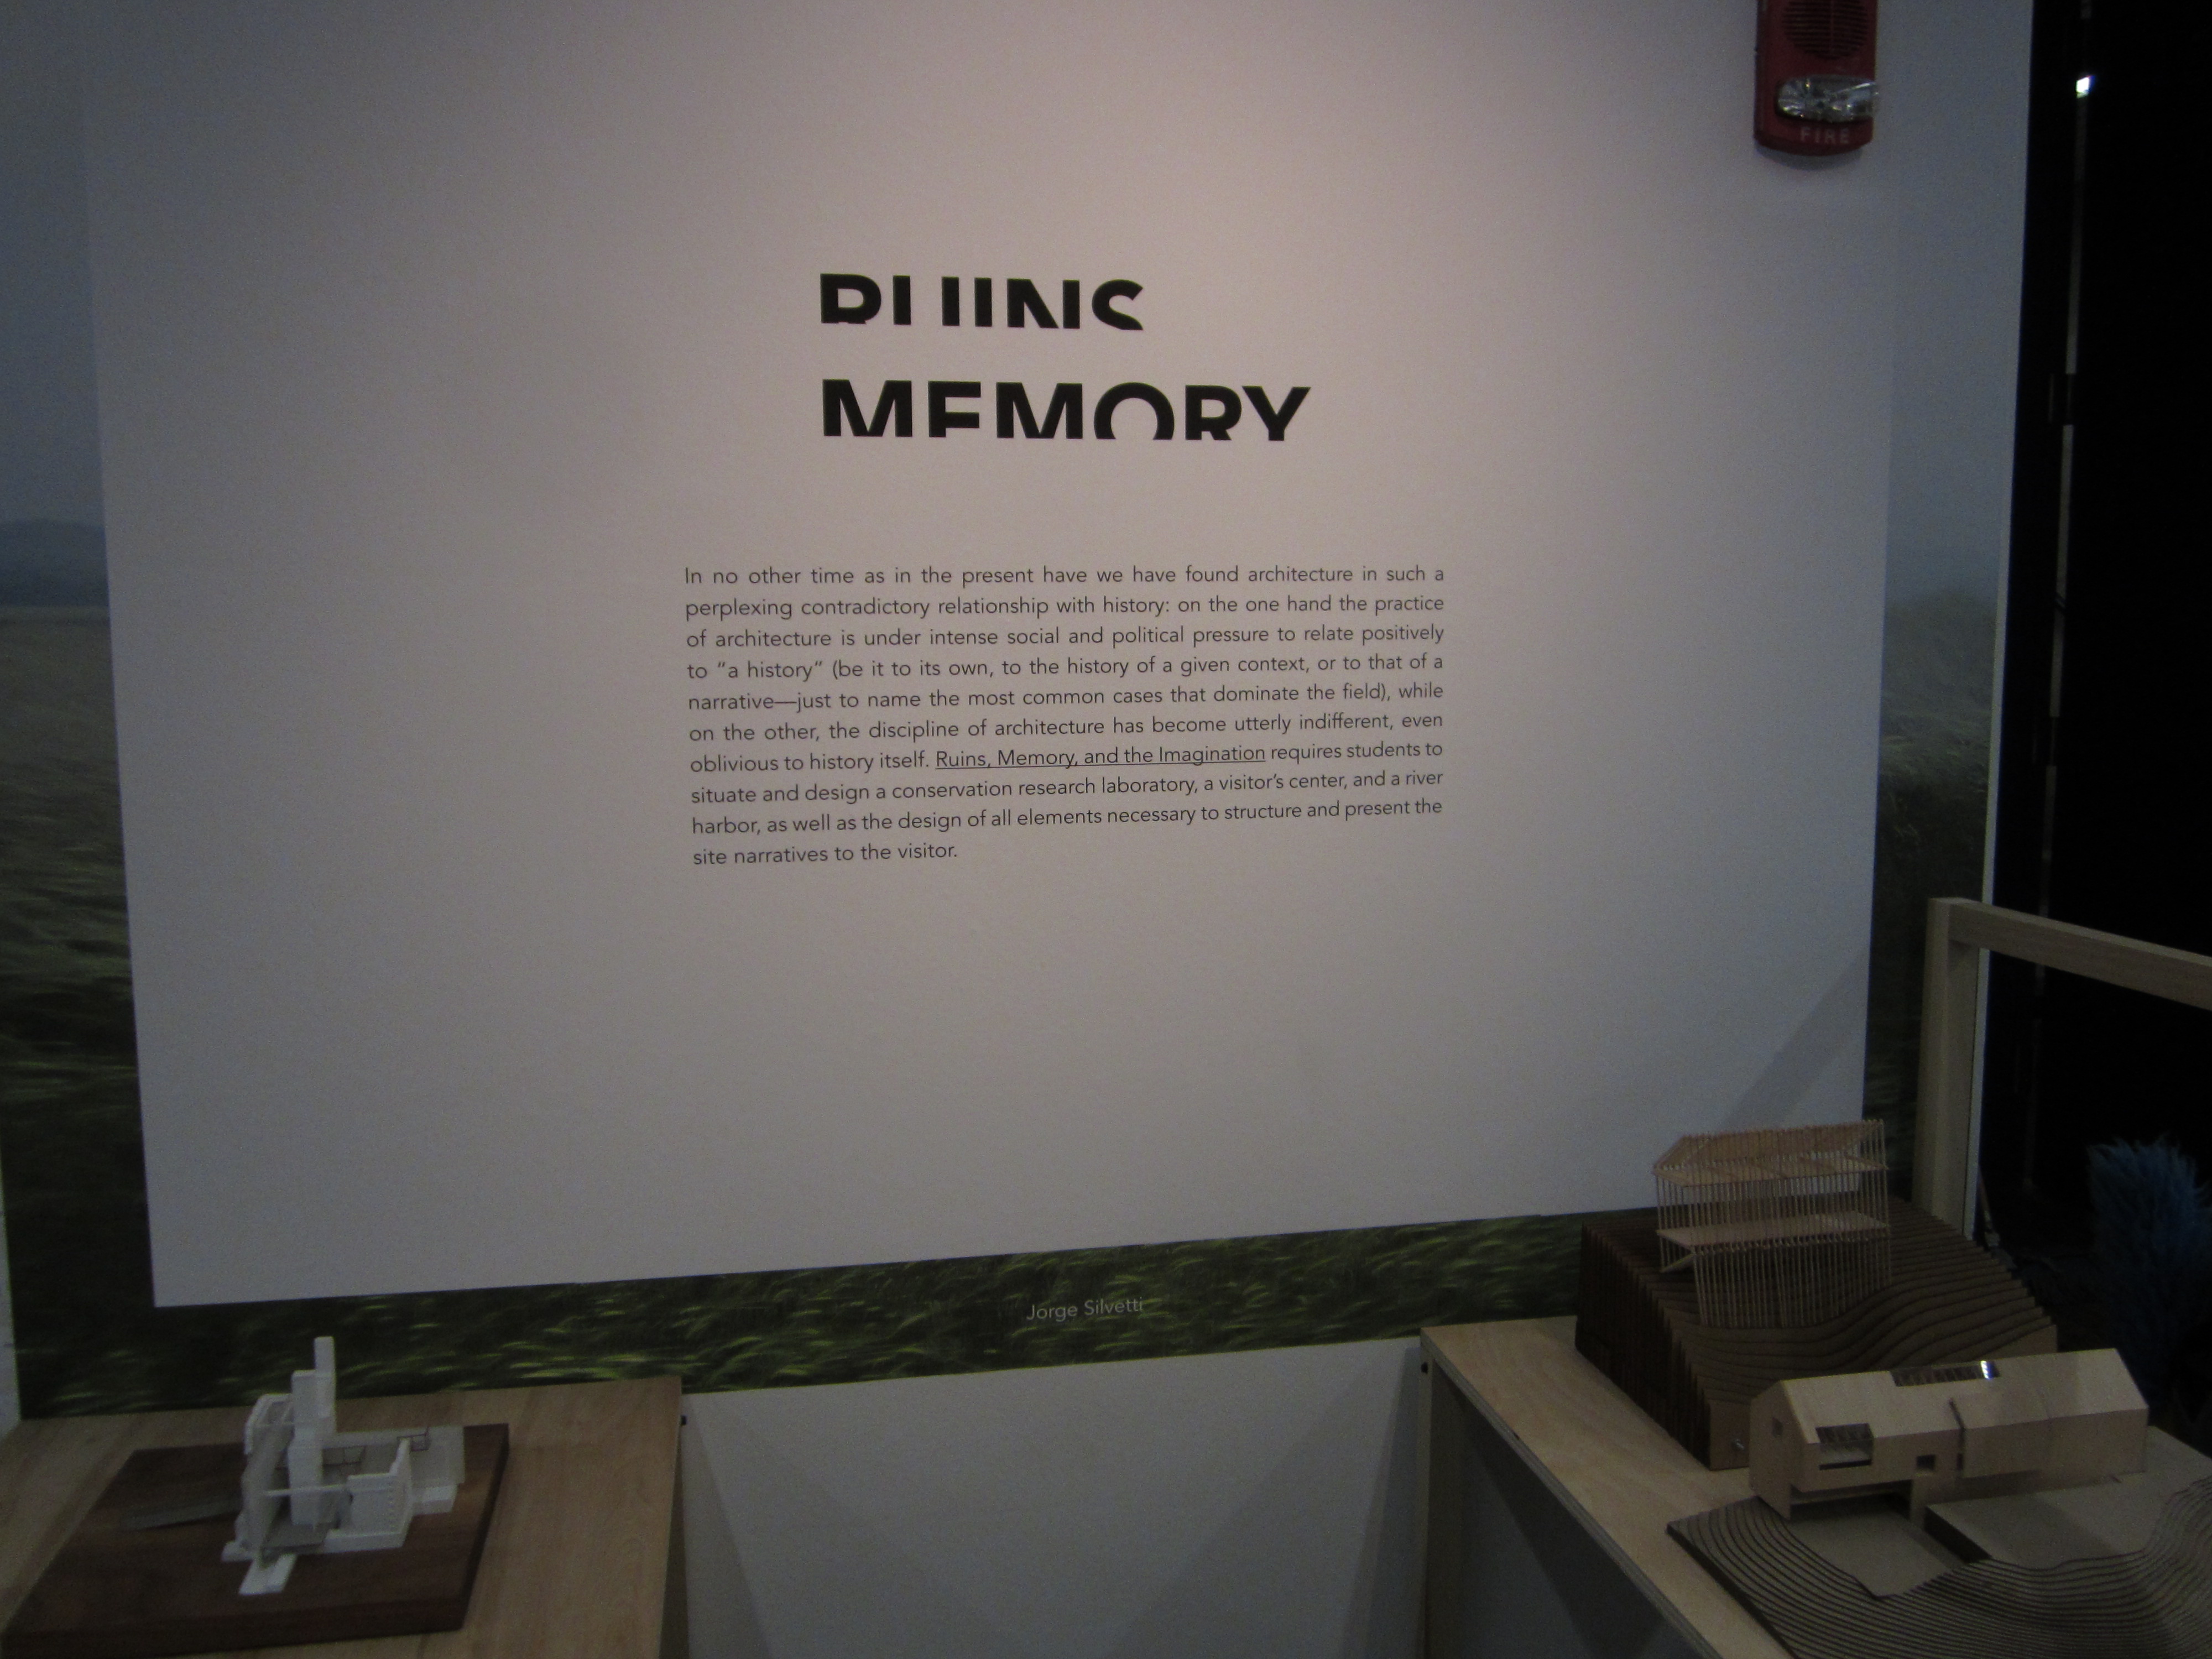 FIRE
RUINS
MEMORY
In no other time as in the present have we have found architecture in such a
perplexing contradictory relationship with history: on the one hand the practice
of architecture is under intense social and political pressure to relate positively
to “a history” (be it to its own, to the history of a given context, or to that of a
narrative—just to name the most common cases that dominate the field), while
on the other, the discipline of architecture has become utterly indifferent, even
oblivious to history itself. Ruins, Memory, and the Imagination requires students to
situate and design a conservation research laboratory, a visitor’s center, and a river
harbor, as well as the design of all elements necessary to structure and present the
site narratives to the visitor.
Jorge Silvetti